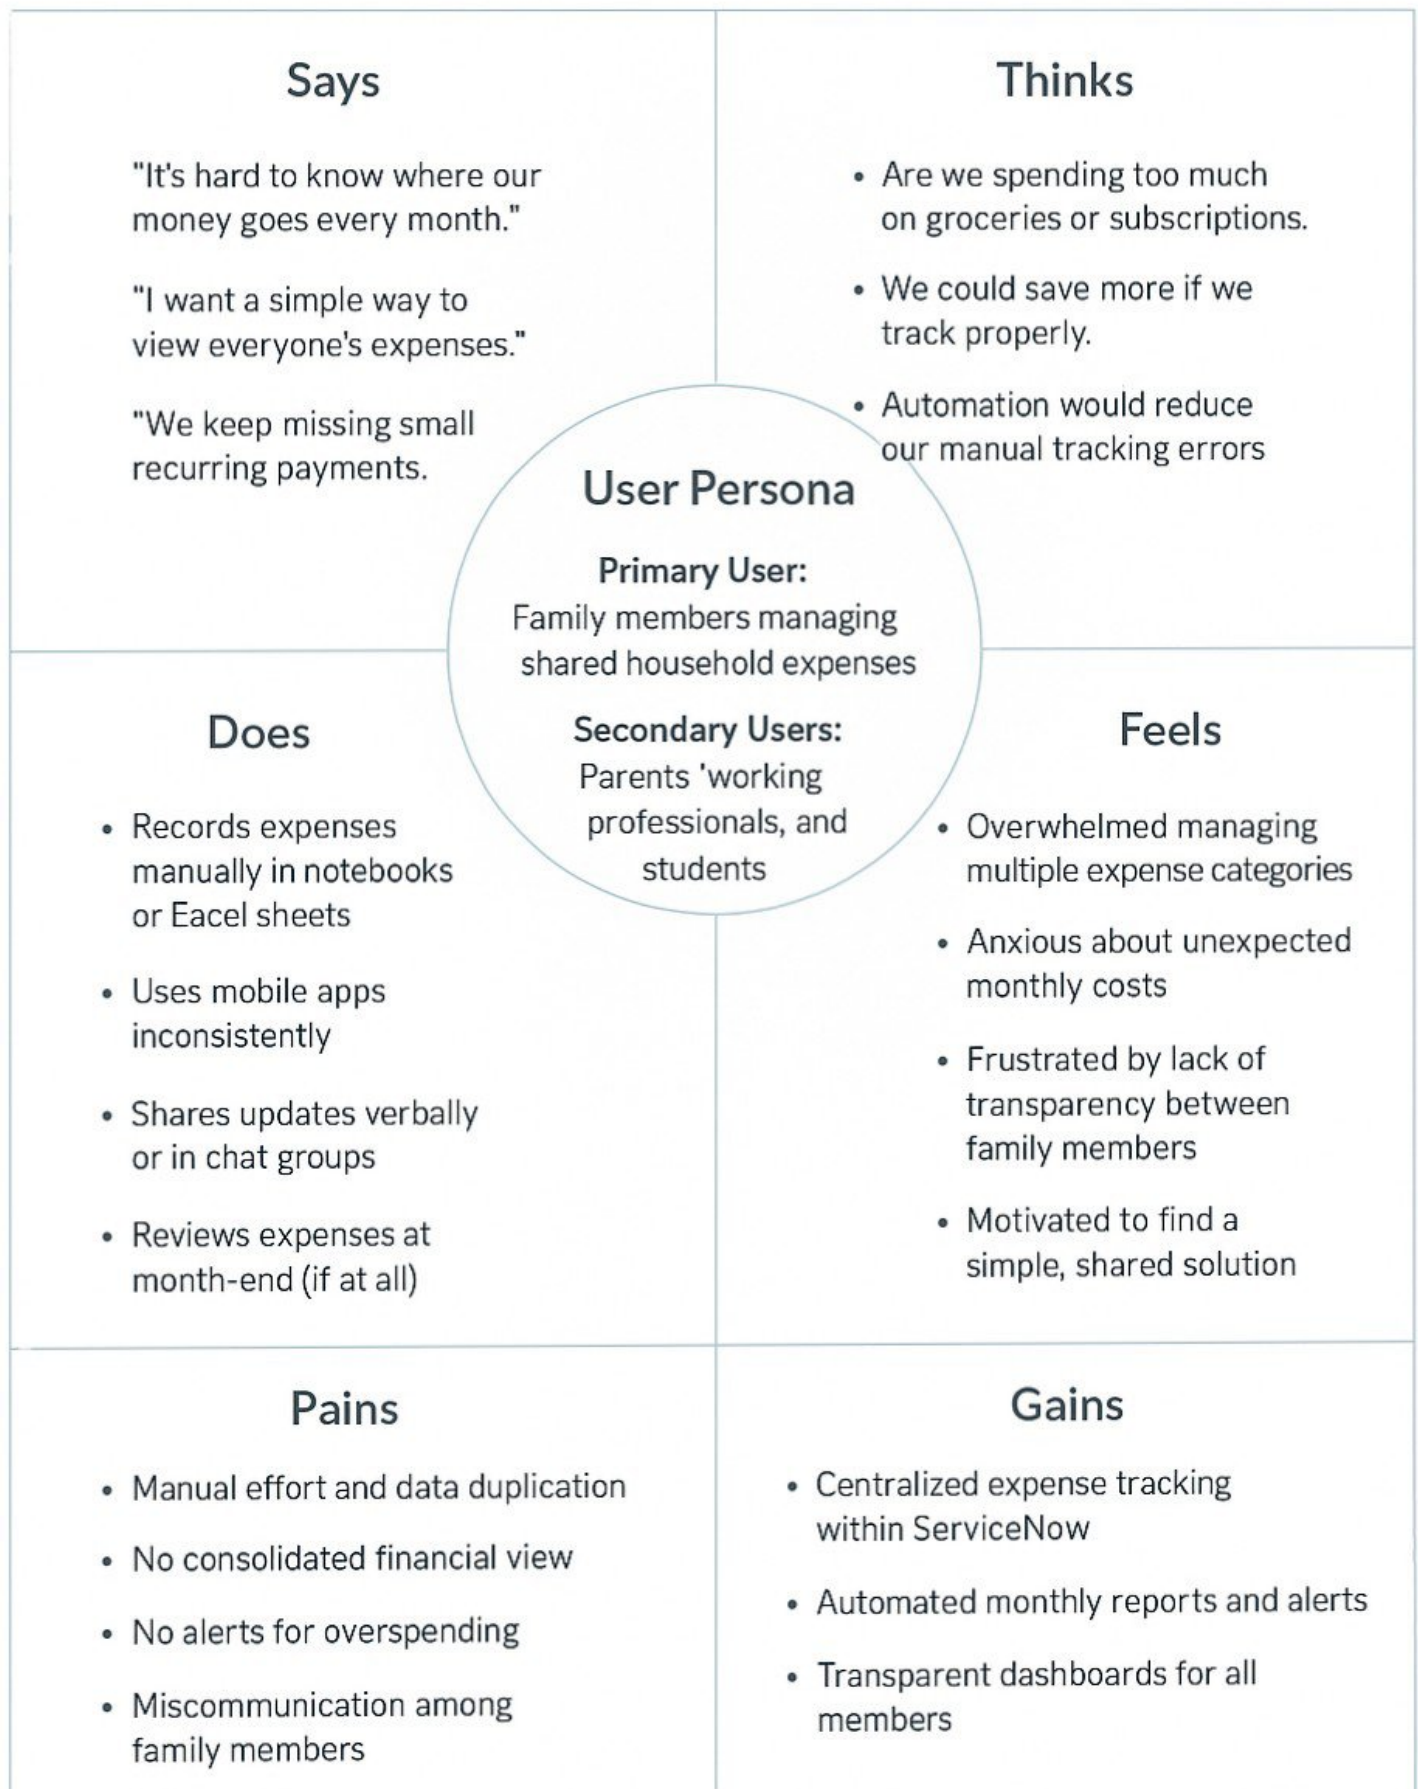 Says
"It's hard to know where our
money goes every month."
"I want a simple way to
view everyone's expenses."
"We keep missing small
recurring payments.
Thinks
• Are we spending too much
on groceries or subscriptions.
• We could save more if we
track properly.
• Automation would reduce
our manual tracking errors
User Persona
Primary User:
Family members managing
shared household expenses
Secondary Users:
Parents 'working
professionals, and
students
Does
• Records expenses
manually in notebooks
or Eacel sheets
• Uses mobile apps
inconsistently
• Shares updates verbally
or in chat groups
• Reviews expenses at
month-end (if at all)
Feels
• Overwhelmed managing
multiple expense categories
• Anxious about unexpected
monthly costs
• Frustrated by lack of
transparency between
family members
• Motivated to find a
simple, shared solution
Pains
• Manual effort and data duplication
• No consolidated financial view
• No alerts for overspending
• Miscommunication among
family members
Gains
• Centralized expense tracking
within ServiceNow
• Automated monthly reports and alerts
• Transparent dashboards for all
members